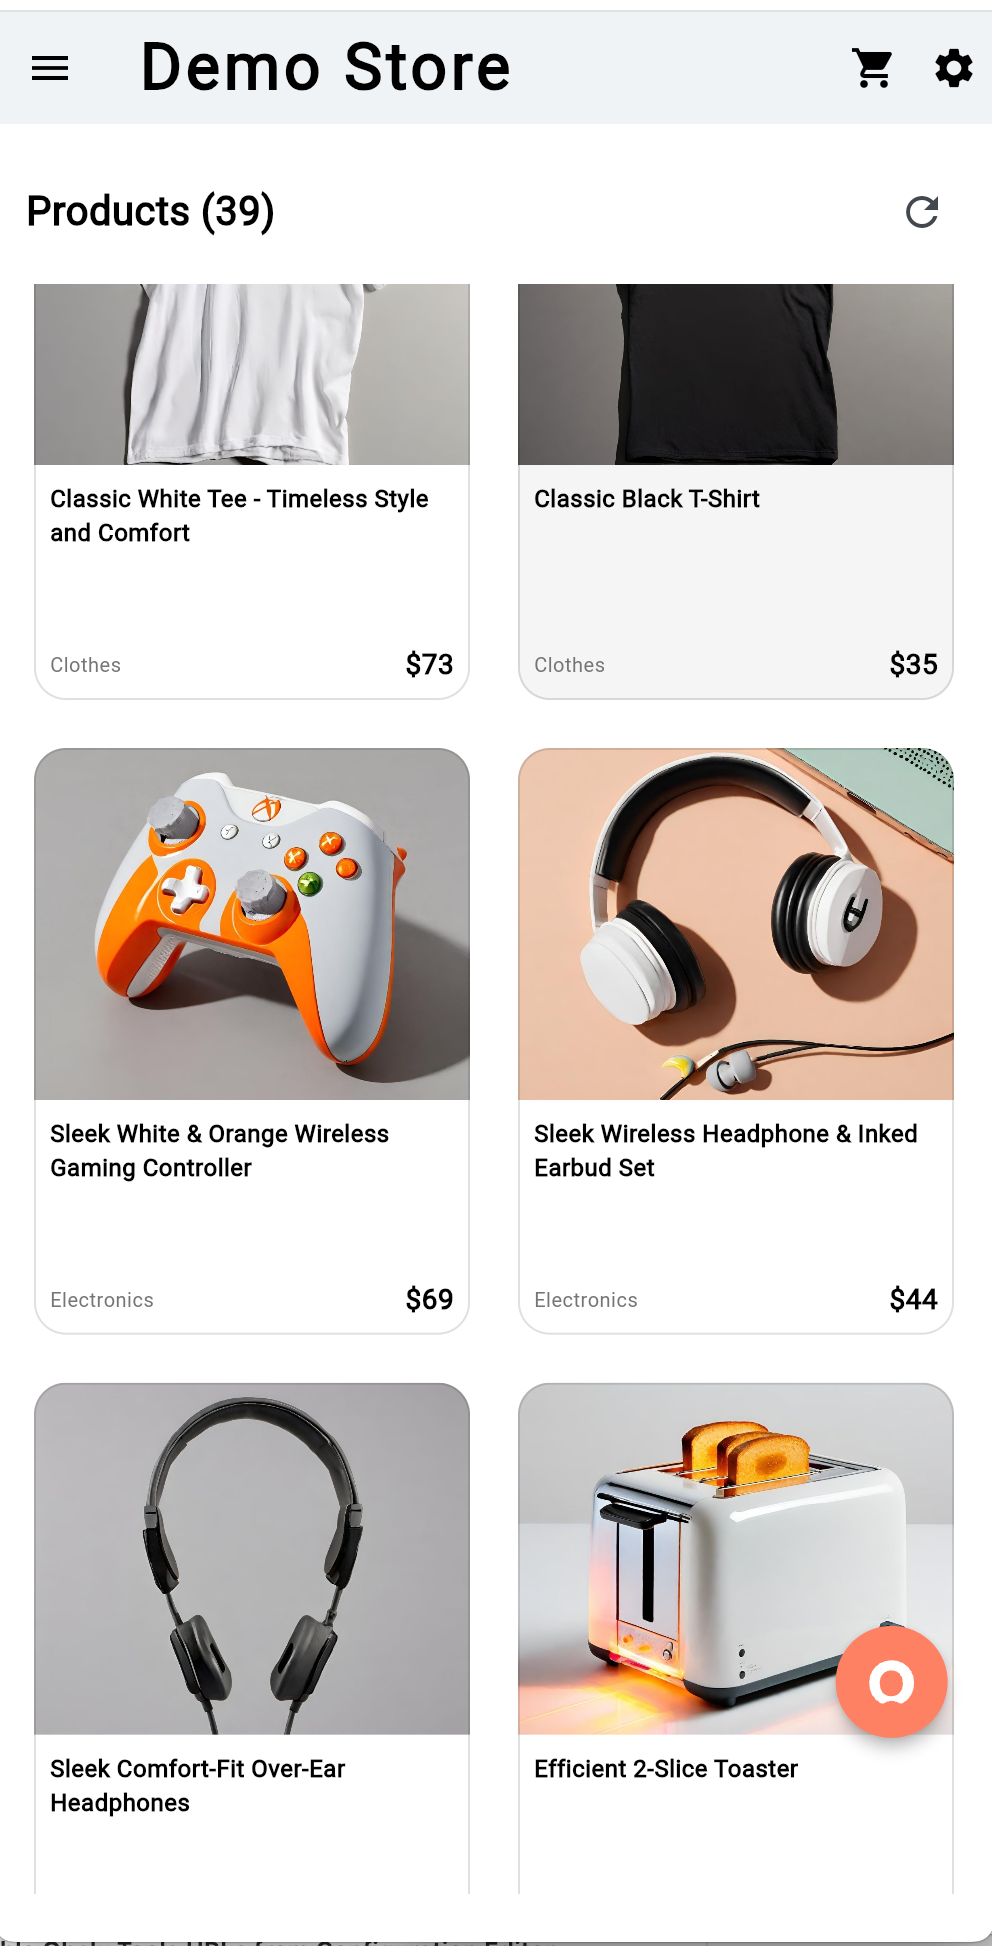 Demo Store
Products (39)
Classic White Tee - Timeless Style
and Comfort
Clothes
$73
Classic Black T-Shirt
Clothes
$35
Sleek White & Orange Wireless
Gaming Controller
Electronics
$69
Sleek Wireless Headphone & Inked
Earbud Set
Electronics
$44
Sleek Comfort-Fit Over-Ear
Headphones
Efficient 2-Slice Toaster